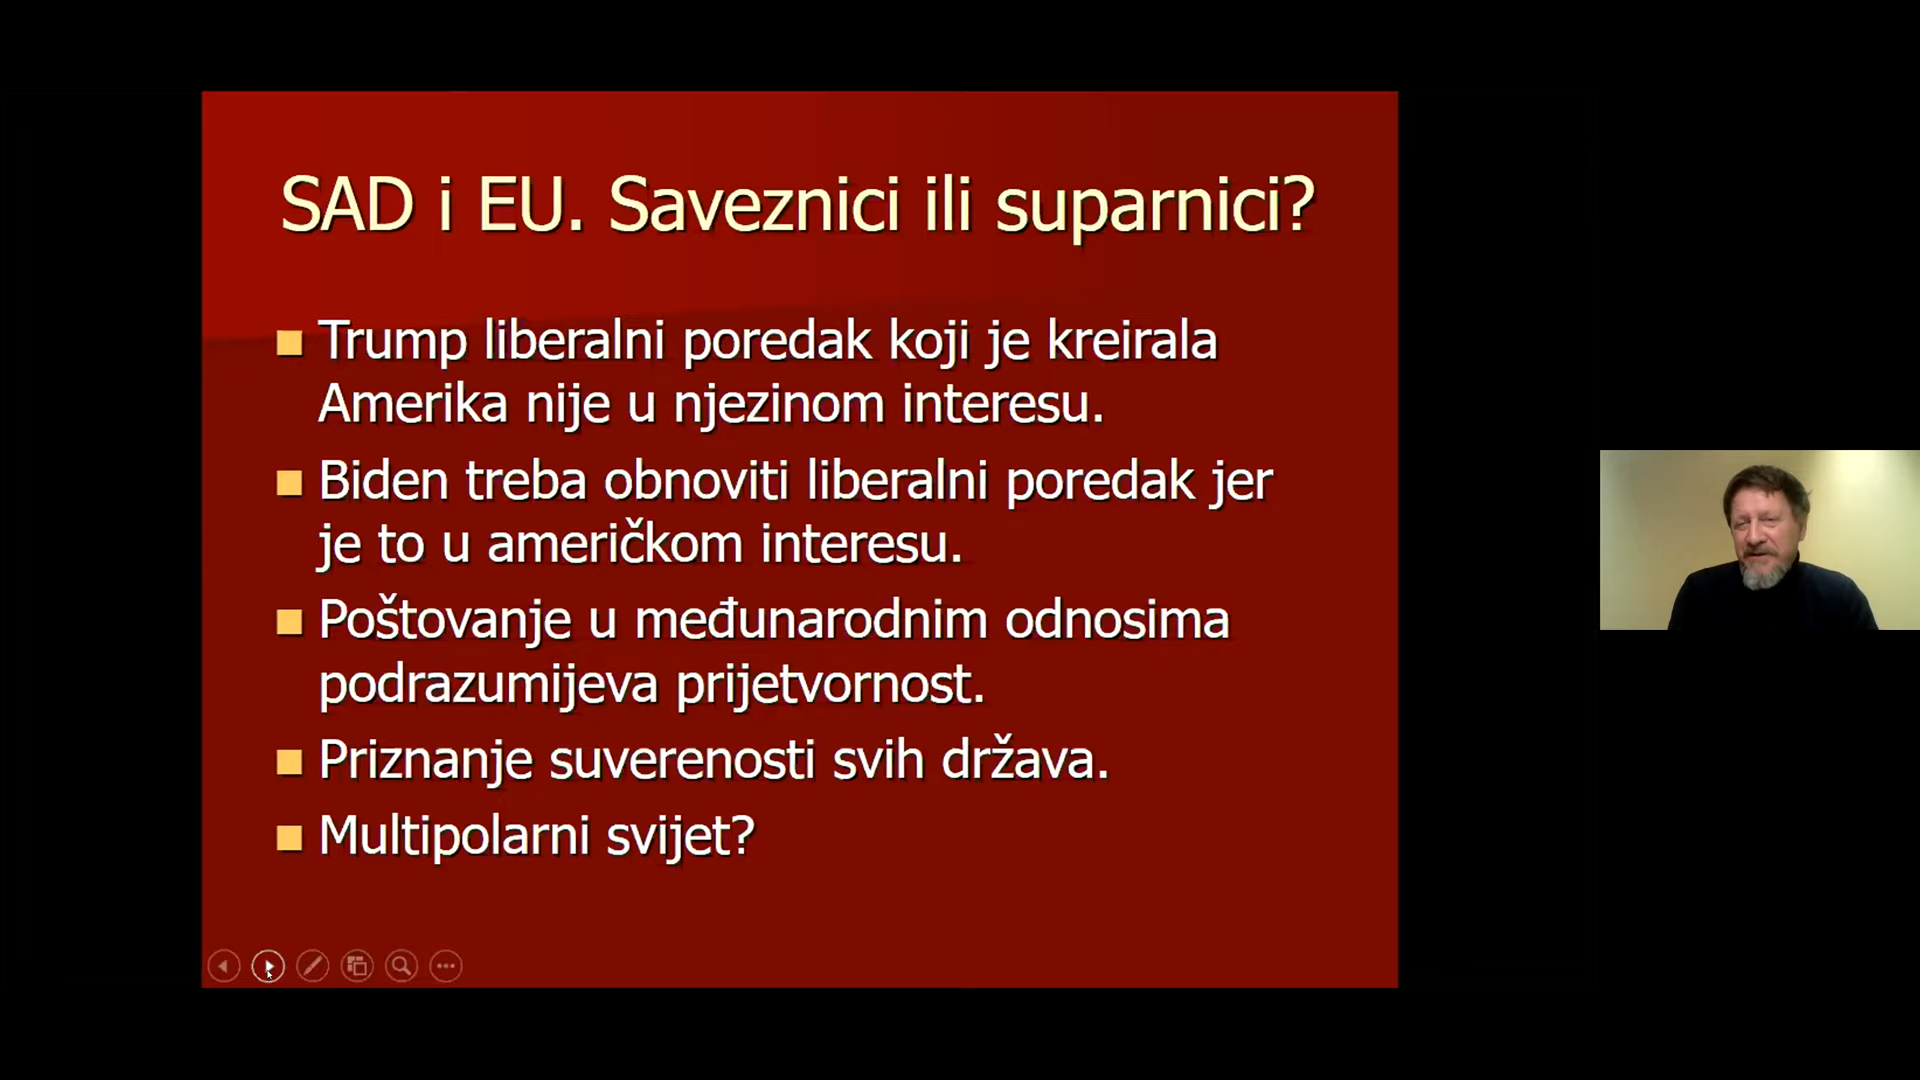 SAD i EU. Saveznici ili suparnici?
Trump liberalni poredak koji je kreirala
Amerika nije u njezinom interesu.
Biden treba obnoviti liberalni poredak jer
je to u američkom interesu.
Poštovanje u međunarodnim odnosima
podrazumijeva prijetvornost.
Priznanje suverenosti svih država.
Multipolarni svijet?